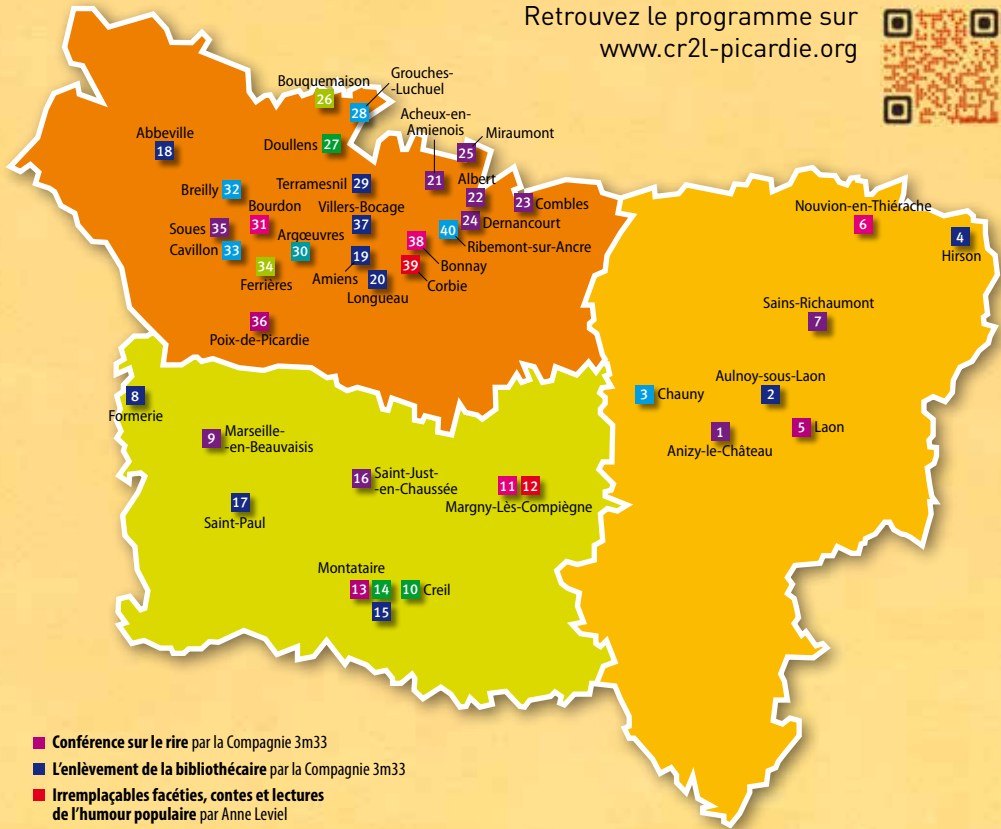 Retrouvez le programme sur
www.cr2l-picardie.org
Bouquemaison
26
Grouches-
-Luchuel
28
Acheux-en-
Amienois
21
Miraumont
25
Abbeville
18
Doullens 27
Albert
22
Breilly 32
Terramesnil 29
23 Combles
Bourdon
31
Villers-Bocage
37
24 Dernancourt
Soues 35
Argœuvres
30
40
Ribemont-sur-Ancre
Cavillon 33
38
Bonnay
34
Ferrières
19
Amiens
39
Corbie
20
Longueau
36
Poix-de-Picardie
Nouvion-en-Thiérache
6
4
Hirson
Sains-Richaumont
7
8
Formerie
3 Chauny
Aulnoy-sous-Laon
2
9 Marseille-
-en-Beauvaisis
1
Anizy-le-Château
5 Laon
16 Saint-Just-
-en-Chaussée
11 12
Margny-Lès-Compiègne
17
Saint-Paul
Montataire
13 14 10 Creil
15
Conférence sur le rire par la Compagnie 3m33
L'enlèvement de la bibliothécaire par la Compagnie 3m33
Irremplaçables facéties, contes et lectures
de l'humour populaire par Anne Leviel